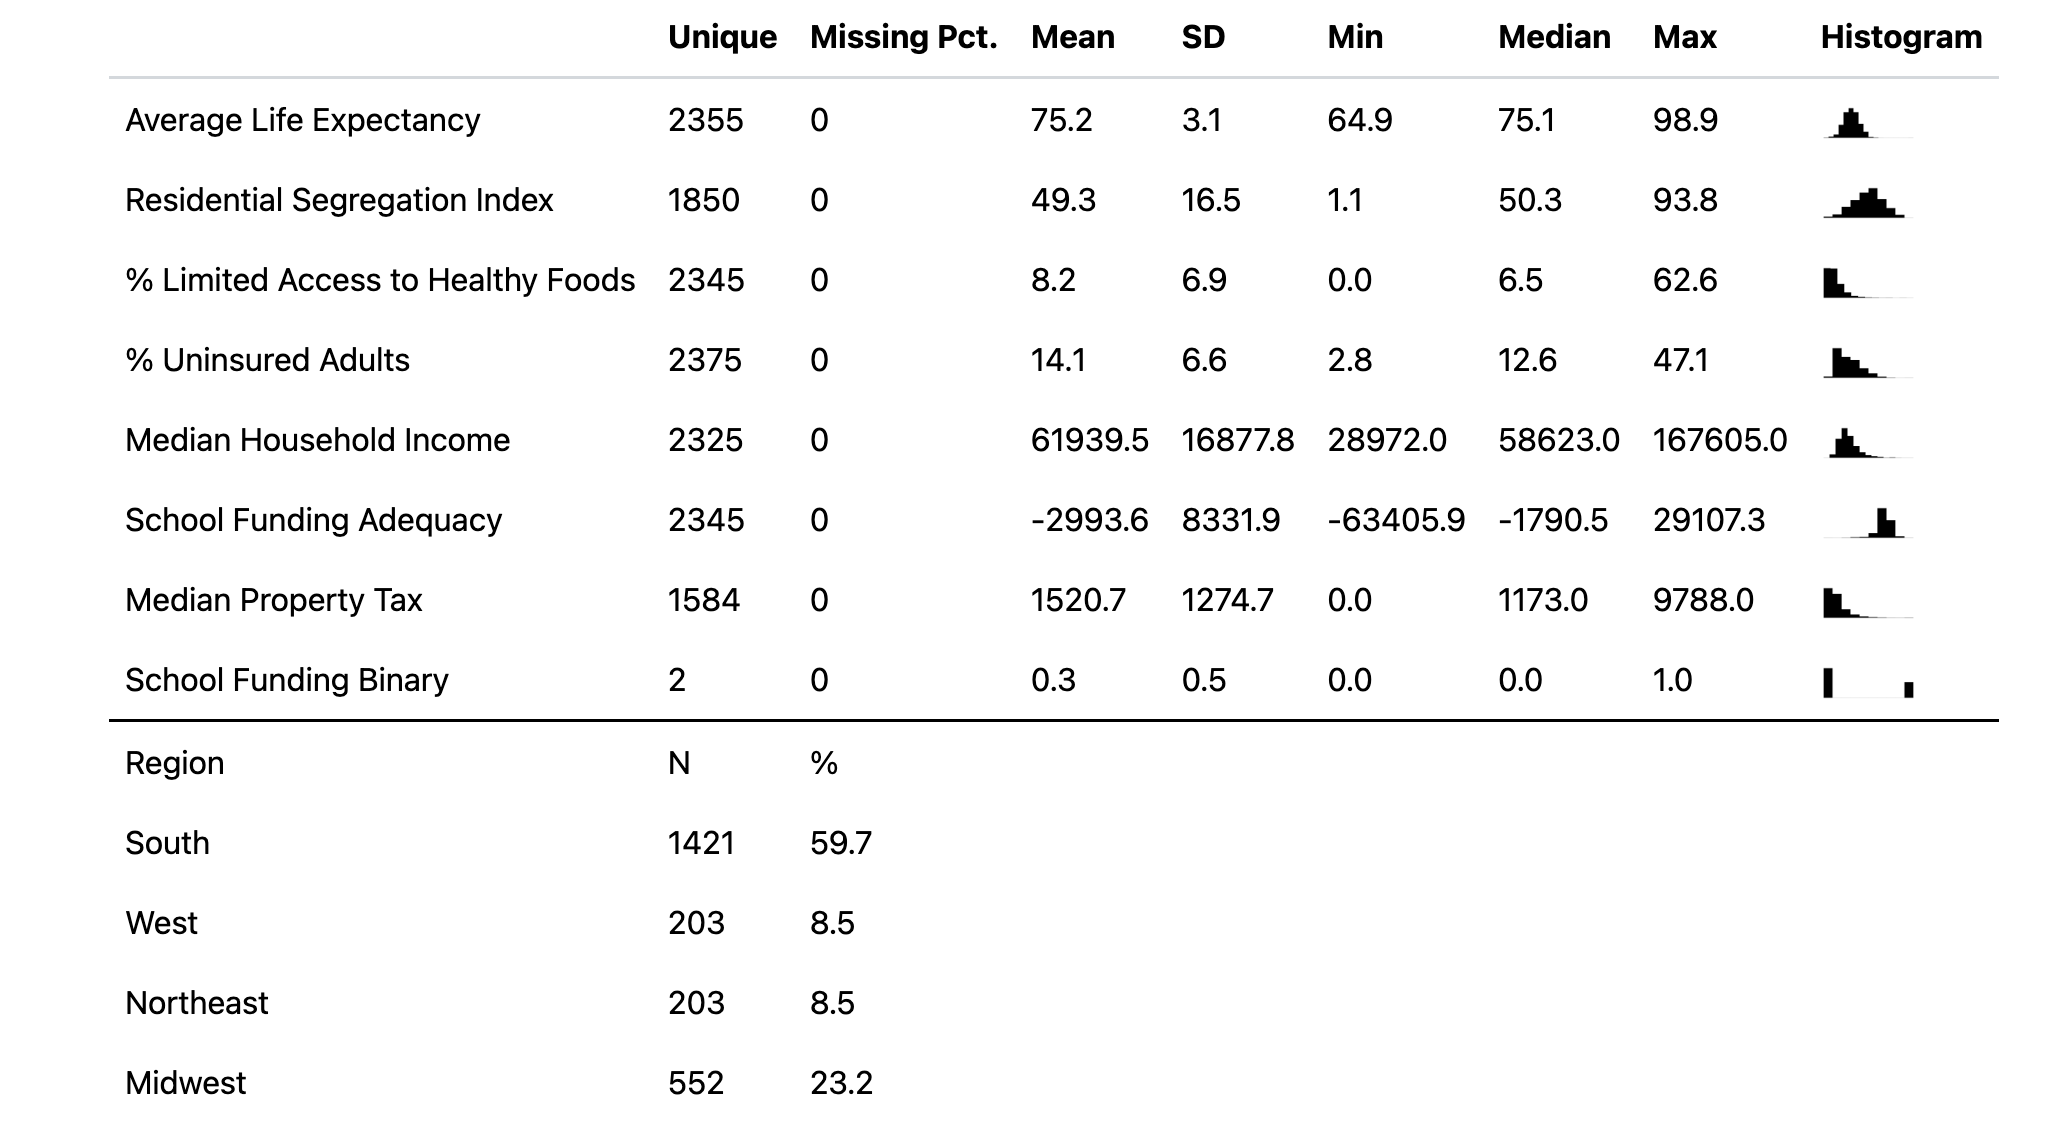 Unique Missing Pct. Mean SD Min Median Max Histogram
Average Life Expectancy 2355 0 75.2 3.1 64.9 75.1 98.9
Residential Segregation Index 1850 0 49.3 16.5 1.1 50.3 93.8
% Limited Access to Healthy Foods 2345 0 8.2 6.9 0.0 6.5 62.6
% Uninsured Adults 2375 0 14.1 6.6 2.8 12.6 47.1
Median Household Income 2325 0 61939.5 16877.8 28972.0 58623.0 167605.0
School Funding Adequacy 2345 0 -2993.6 8331.9 -63405.9 -1790.5 29107.3
Median Property Tax 1584 0 1520.7 1274.7 0.0 1173.0 9788.0
School Funding Binary 2 0 0.3 0.5 0.0 0.0 1.0
Region N %
South 1421 59.7
West 203 8.5
Northeast 203 8.5
Midwest 552 23.2